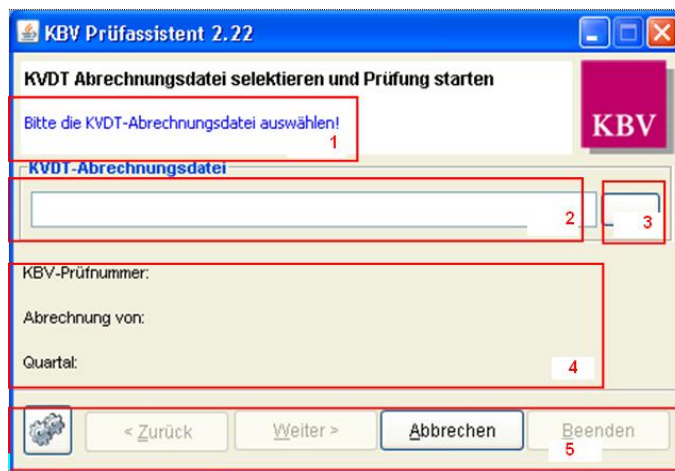 KBV Prüfassistent 2.22
KVDT Abrechnungsdatei selektieren und Prüfung starten
Bitte die KVDT-Abrechnungsdatei auswählen!
1
KBV
KVDT-Abrechnungsdatei
2
3
KBV-Prüfnummer:
Abrechnung von:
Quartal:
4
< Zurück
Weiter >
Abbrechen
Beenden
5